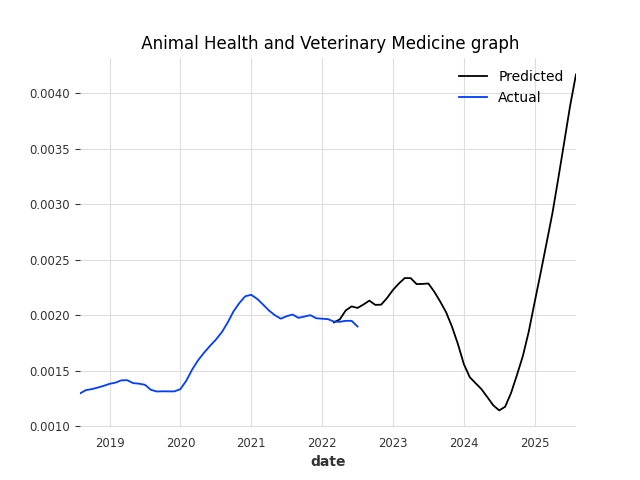 Animal Health and Veterinary Medicine graph
Predicted
Actual
0.0040
0.0035
0.0030
0.0025
0.0020
0.0015
0.0010
2019 2020 2021 2022 2023 2024 2025
date